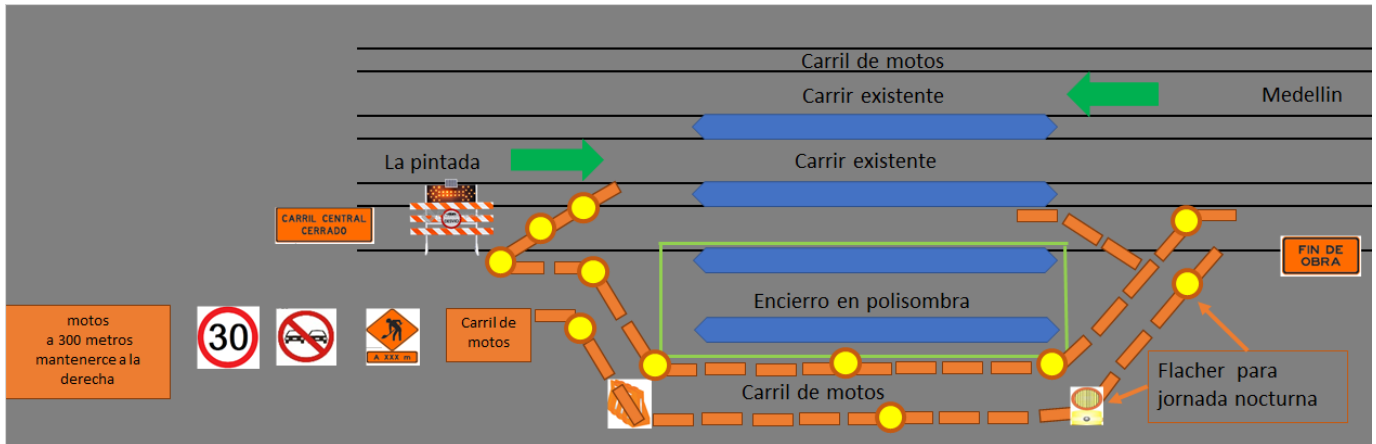 Carril de motos
Carrir existente
Medellin
La pintada
Carrir existente
CARRIL CENTRAL
CERRADO
FIN DE
OBRA
Encierro en polisombra
motos
a 300 metros
mantenerce a la
derecha
30
A XXX m
Carril de
motos
Carril de motos
Flacher para
jornada nocturna